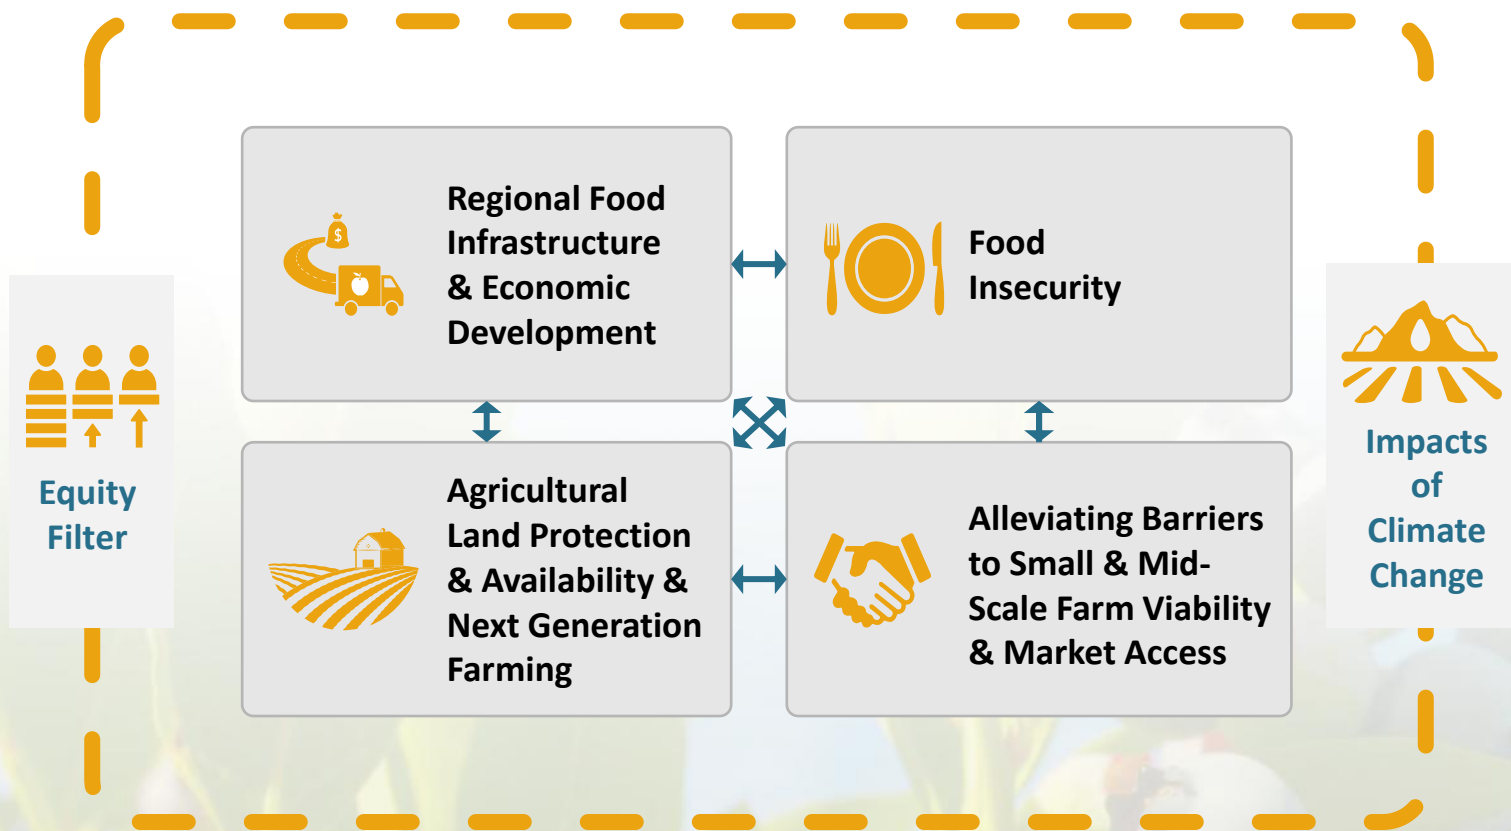 Regional Food
Infrastructure
& Economic
Development
$
Food
Insecurity
Equity
Filter
Impacts
of
Climate
Change
Agricultural
Land Protection
& Availability &
Next Generation
Farming
Alleviating Barriers
to Small & Mid-
Scale Farm Viability
& Market Access